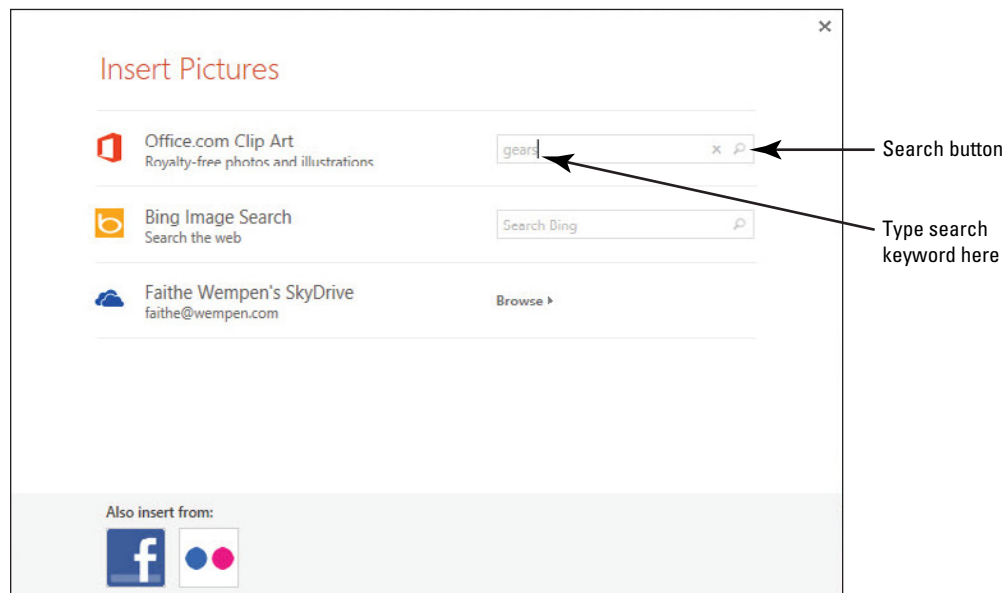 Insert Pictures
Office.com Clip Art
Royalty-free photos and illustrations
gears
Search button
Bing Image Search
Search the web
Search Bing
Type search
keyword here
Faithe Wempen's SkyDrive
faithe@wempen.com
Browse
Also insert from: